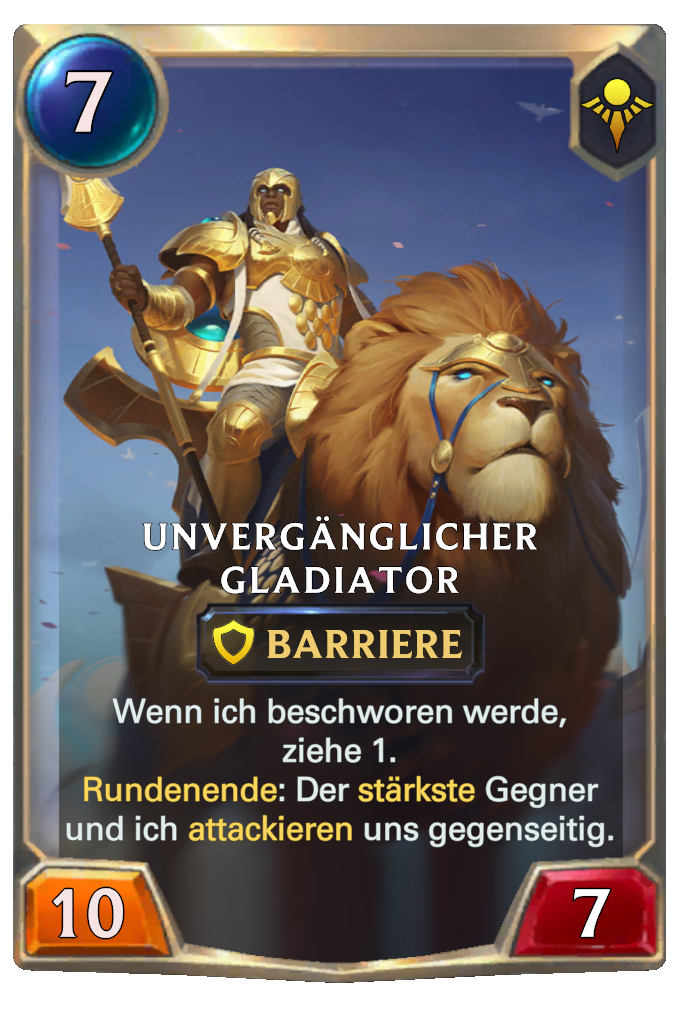 7
UNVERGÄNGLICHER
GLADIATOR
BARRIERE
Wenn ich beschworen werde,
ziehe 1.
Rundenende: Der stärkste Gegner
und ich attackieren uns gegenseitig.
10
7